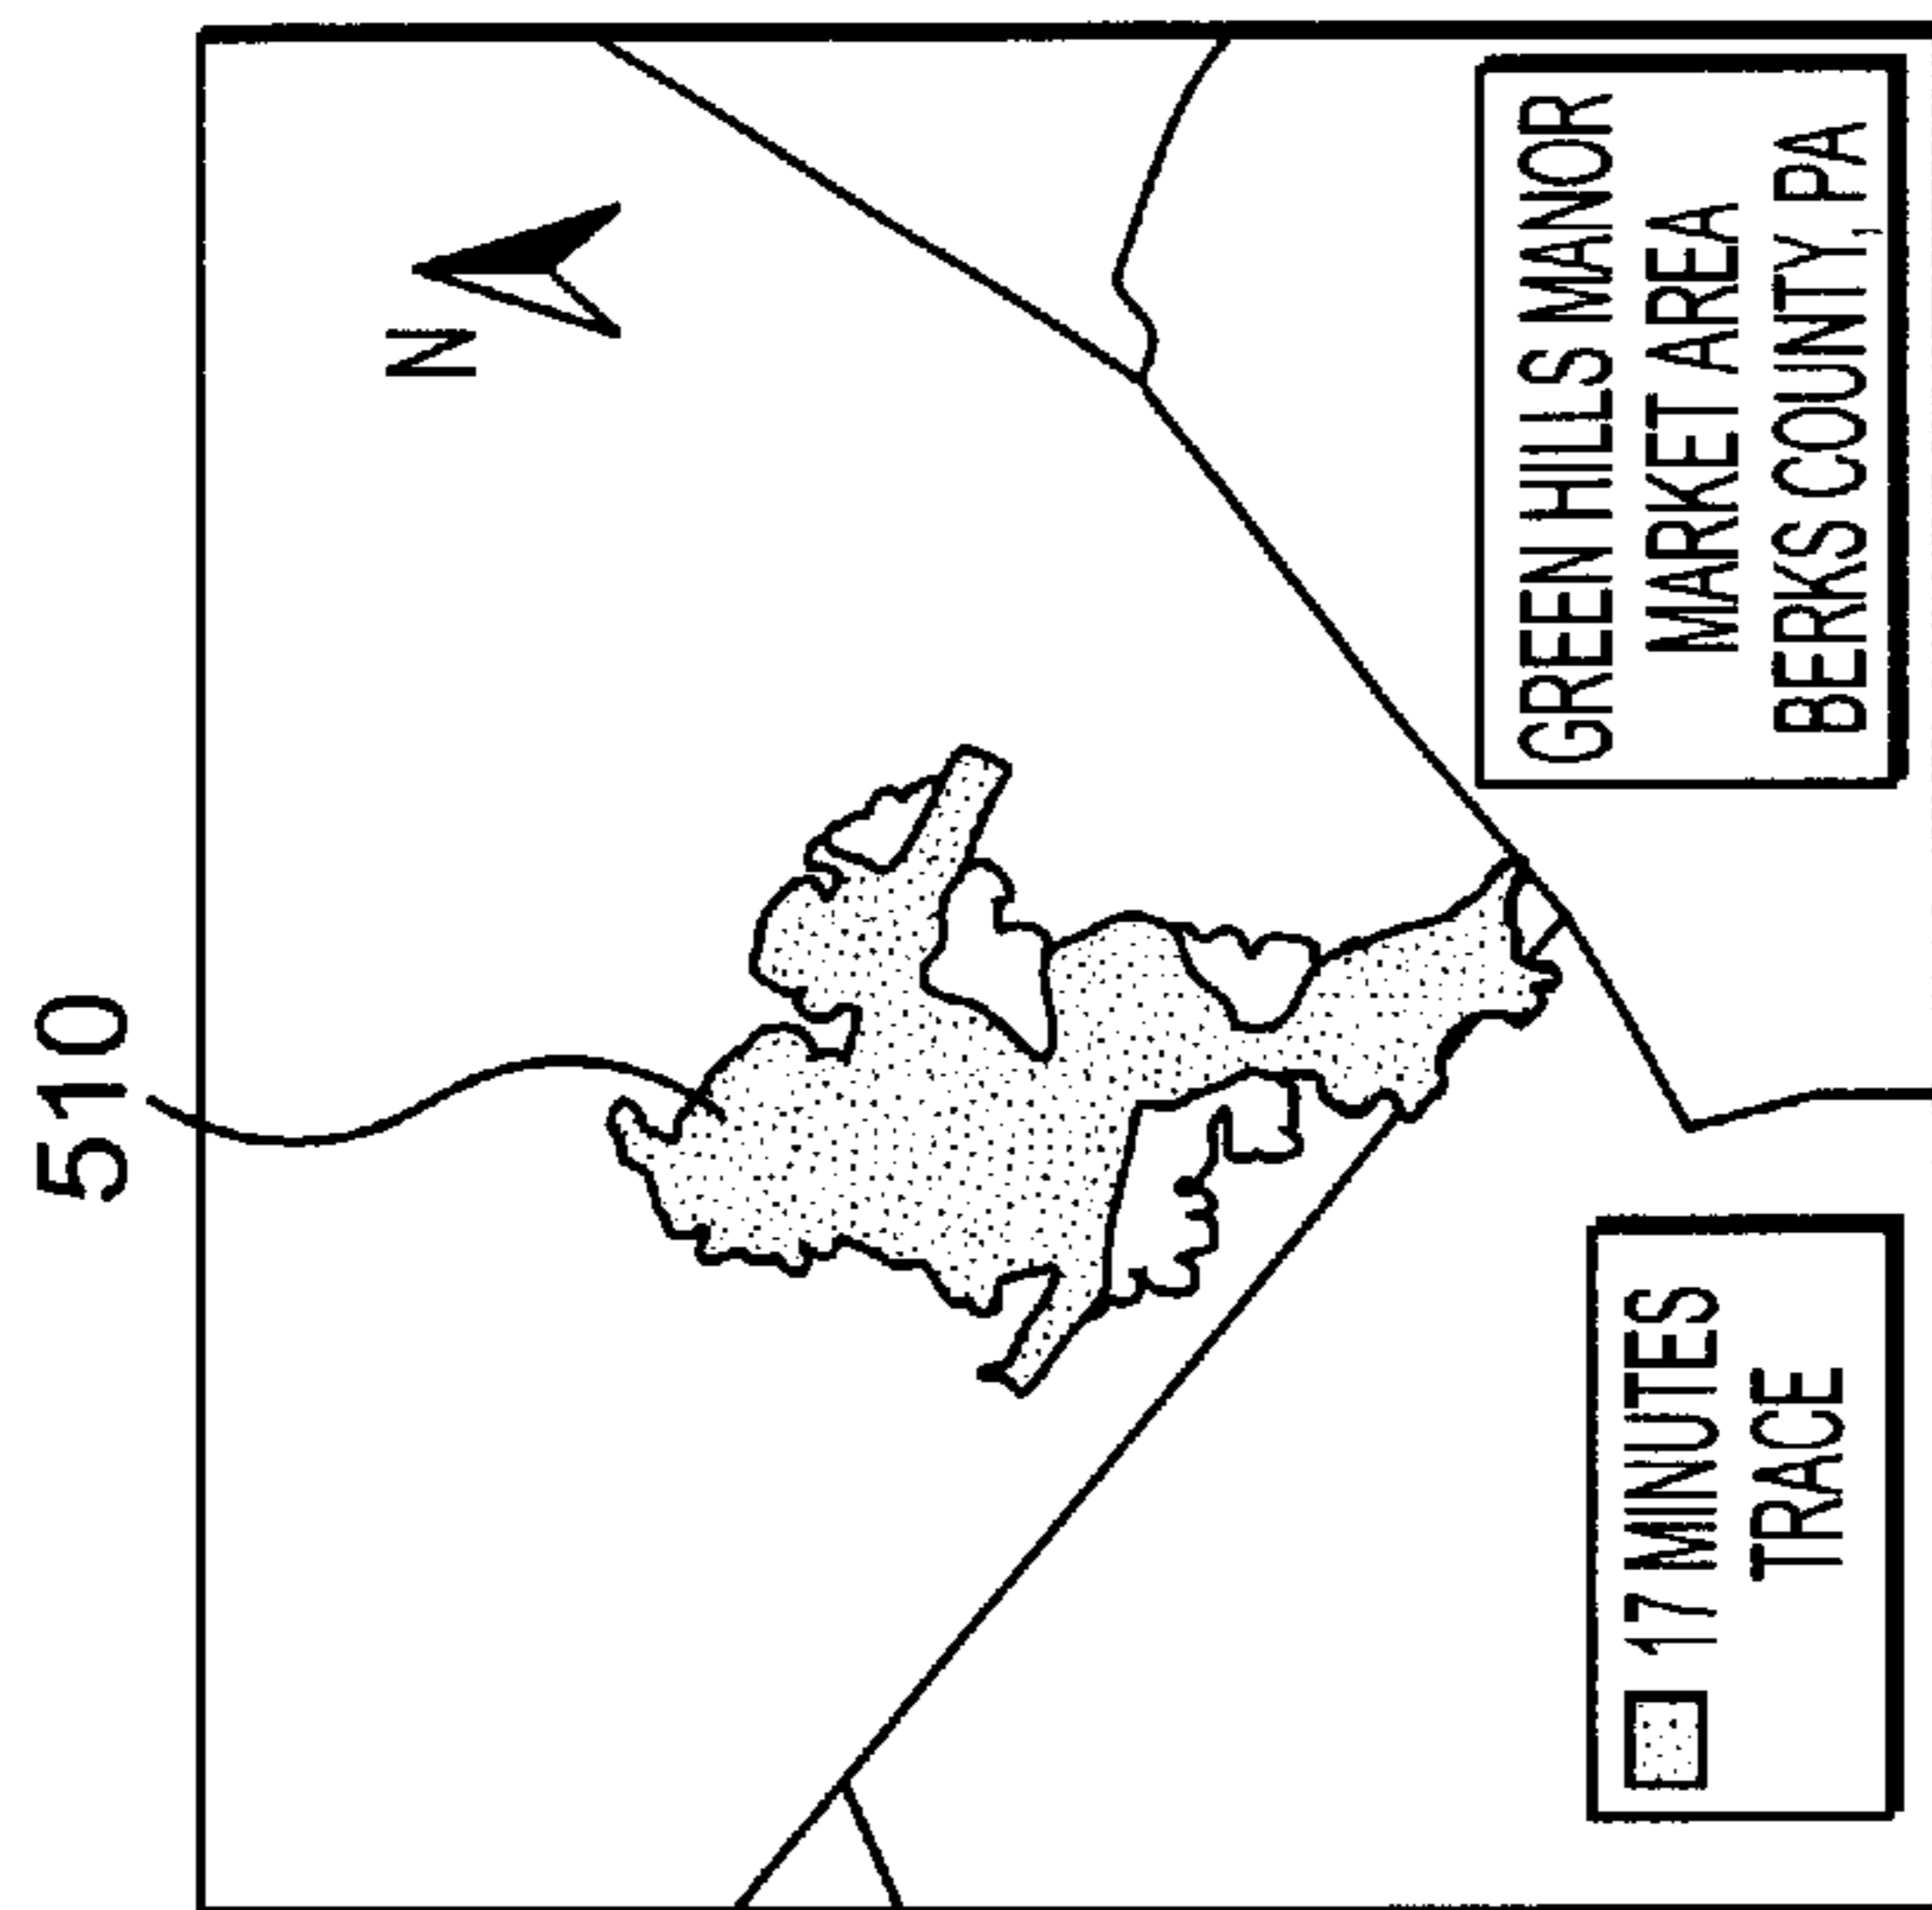 510
N
GREEN HILLS MANOR
MARKET AREA
BERKS COUNTY, PA
17 MINUTES
TRACE